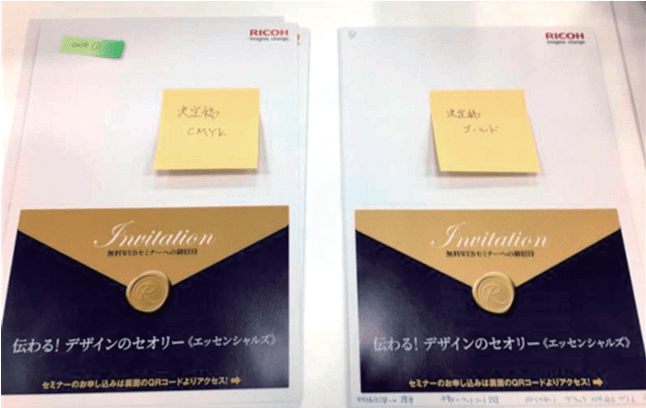 RICOH
imagine. change.
決定稿
CMYK
Invitation
無料WEBセミナーへの御招待
R
伝わる! デザインのセオリー《エッセンシャルズ》
セミナーのお申し込みは裏面のQRコードよりアクセス!➡
RICOH
imagine. change.
決定稿
ゴールド
Invitation
無料WEBセミナーへの御招待
R
伝わる! デザインのセオリー《エッセンシャルズ》
セミナーのお申し込みは裏面のQRコードよりアクセス!➡